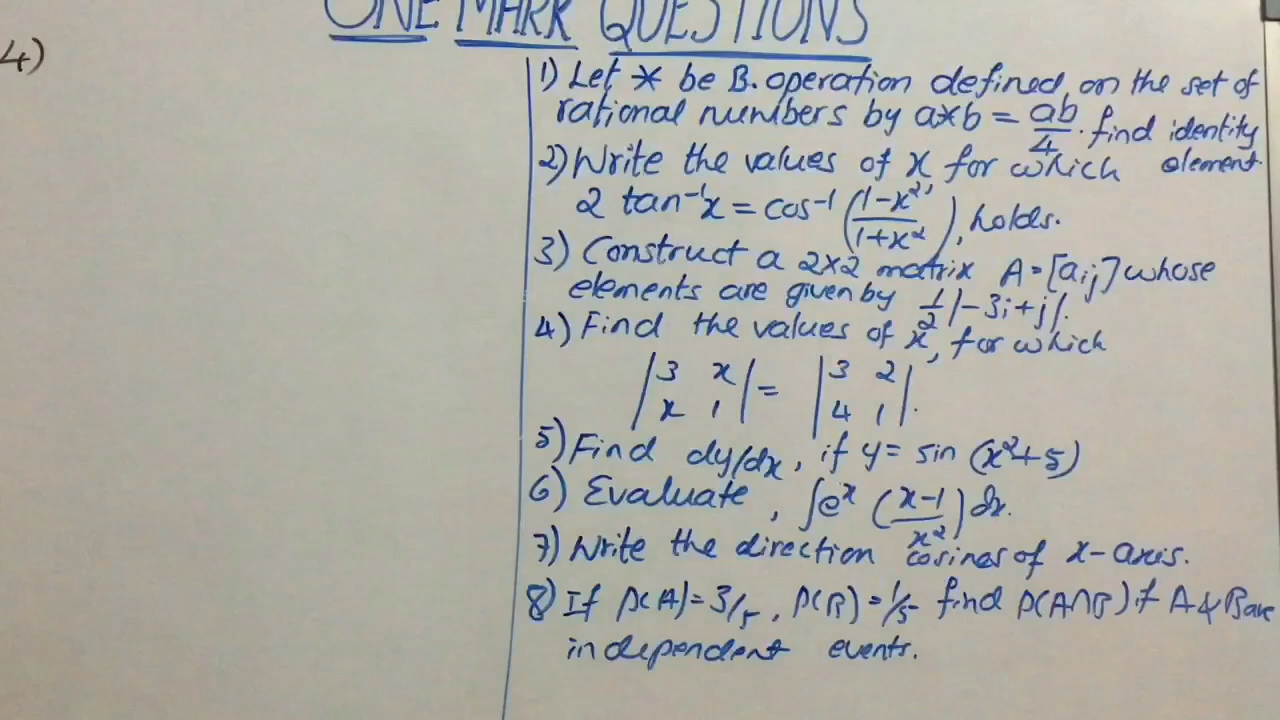 ONE MARK QUESTIONS
4)
1) Let * be B. operation defined, on the set of
rational numbers by a*b = ab/4. find identity
element
2) Write the values of x for which
2 tan⁻¹x = cos⁻¹ (1-x²/1+x²), holds.
3) Construct a 2x2 matrix A = [aij] whose
elements are given by 1/2 |-3i+j|.
4) Find the values of x, for which
|3 x| = |3 2|
|x 1| |4 1|.
5) Find dy/dx, if y = sin (x²+5)
6) Evaluate, ∫eˣ (x-1/x²) dx.
7) Write the direction cosines of x-axis.
8) If P(A)=3/5, P(B)=1/5 find P(A∩B) if A & B are
independent events.